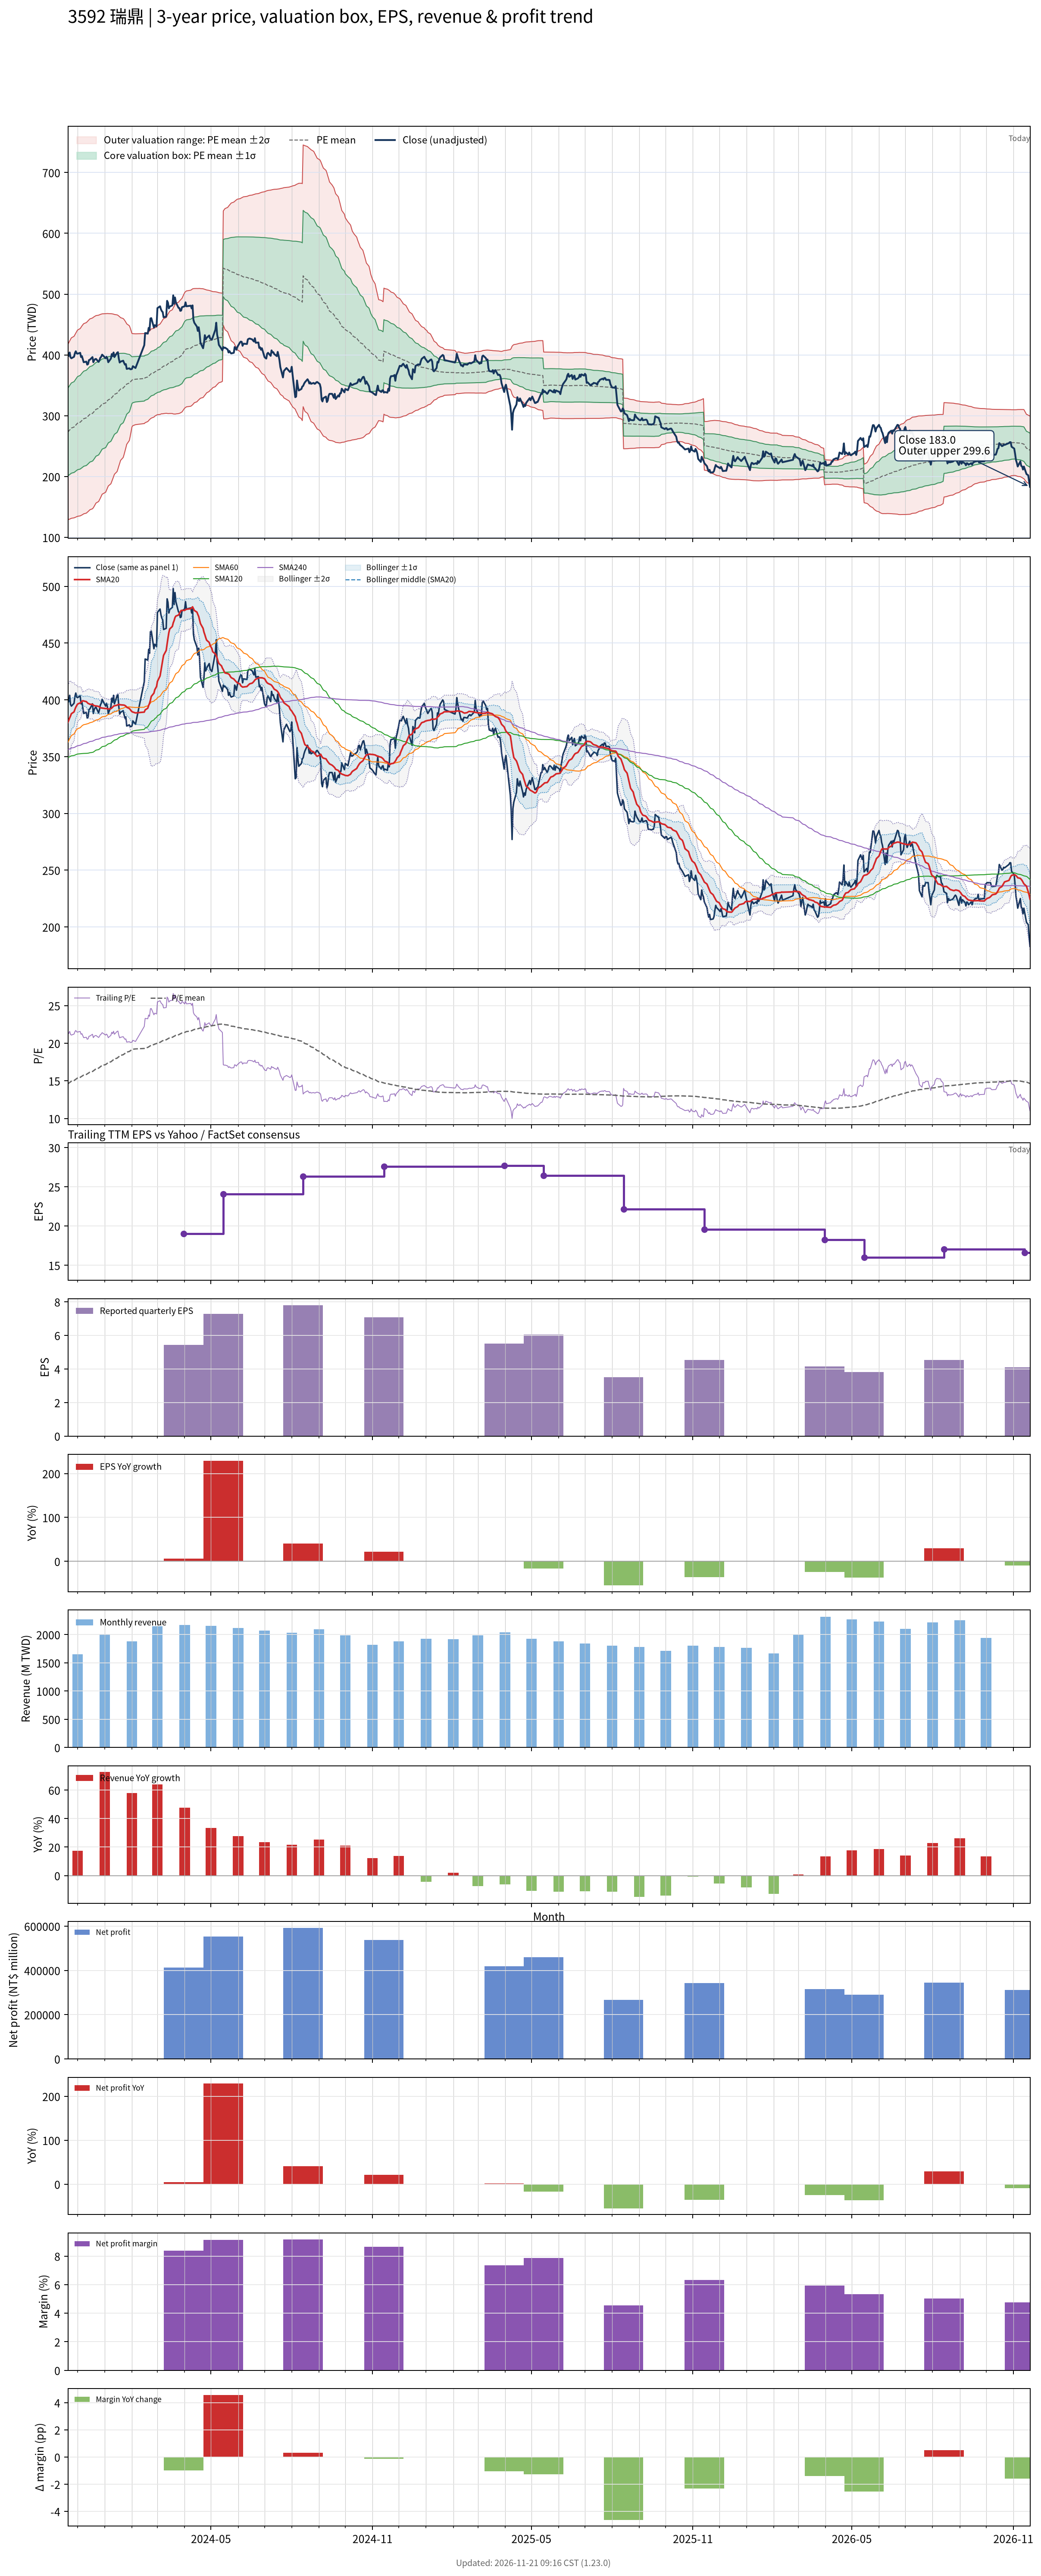 3592 瑞鼎 | 3-year price, valuation box, EPS, revenue & profit trend
Outer valuation range: PE mean ±2σ
PE mean
Close (unadjusted)
Core valuation box: PE mean ±1σ
Today
Price (TWD)
700
600
500
400
300
200
100
Close 183.0
Outer upper 299.6
Close (same as panel 1)
SMA60
SMA240
Bollinger ±1σ
SMA20
SMA120
Bollinger ±2σ
Bollinger middle (SMA20)
Price
500
450
400
350
300
250
200
Trailing P/E
P/E mean
P/E
25
20
15
10
Trailing TTM EPS vs Yahoo / FactSet consensus
Today
EPS
30
25
20
15
Reported quarterly EPS
EPS
8
6
4
2
0
EPS YoY growth
YoY (%)
200
100
0
Monthly revenue
Revenue (M TWD)
2000
1500
1000
500
0
Revenue YoY growth
YoY (%)
60
40
20
0
Month
Net profit
Net profit (NT$ million)
600000
400000
200000
0
Net profit YoY
YoY (%)
200
100
0
Net profit margin
Margin (%)
8
6
4
2
0
Margin YoY change
Δ margin (pp)
4
2
0
-2
-4
2024-05
2024-11
2025-05
2025-11
2026-05
2026-11
Updated: 2026-11-21 09:16 CST (1.23.0)